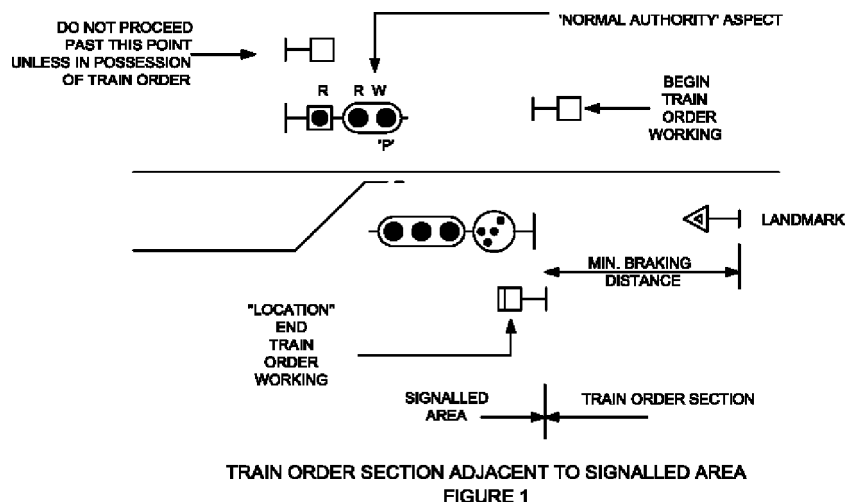 DO NOT PROCEED
PAST THIS POINT
UNLESS IN POSSESSION
OF TRAIN ORDER
'NORMAL AUTHORITY' ASPECT
R R W
'P'
BEGIN
TRAIN
ORDER
WORKING
LANDMARK
MIN. BRAKING
DISTANCE
"LOCATION"
END
TRAIN
ORDER
WORKING
SIGNALLED
AREA
TRAIN ORDER SECTION
TRAIN ORDER SECTION ADJACENT TO SIGNALLED AREA
FIGURE 1